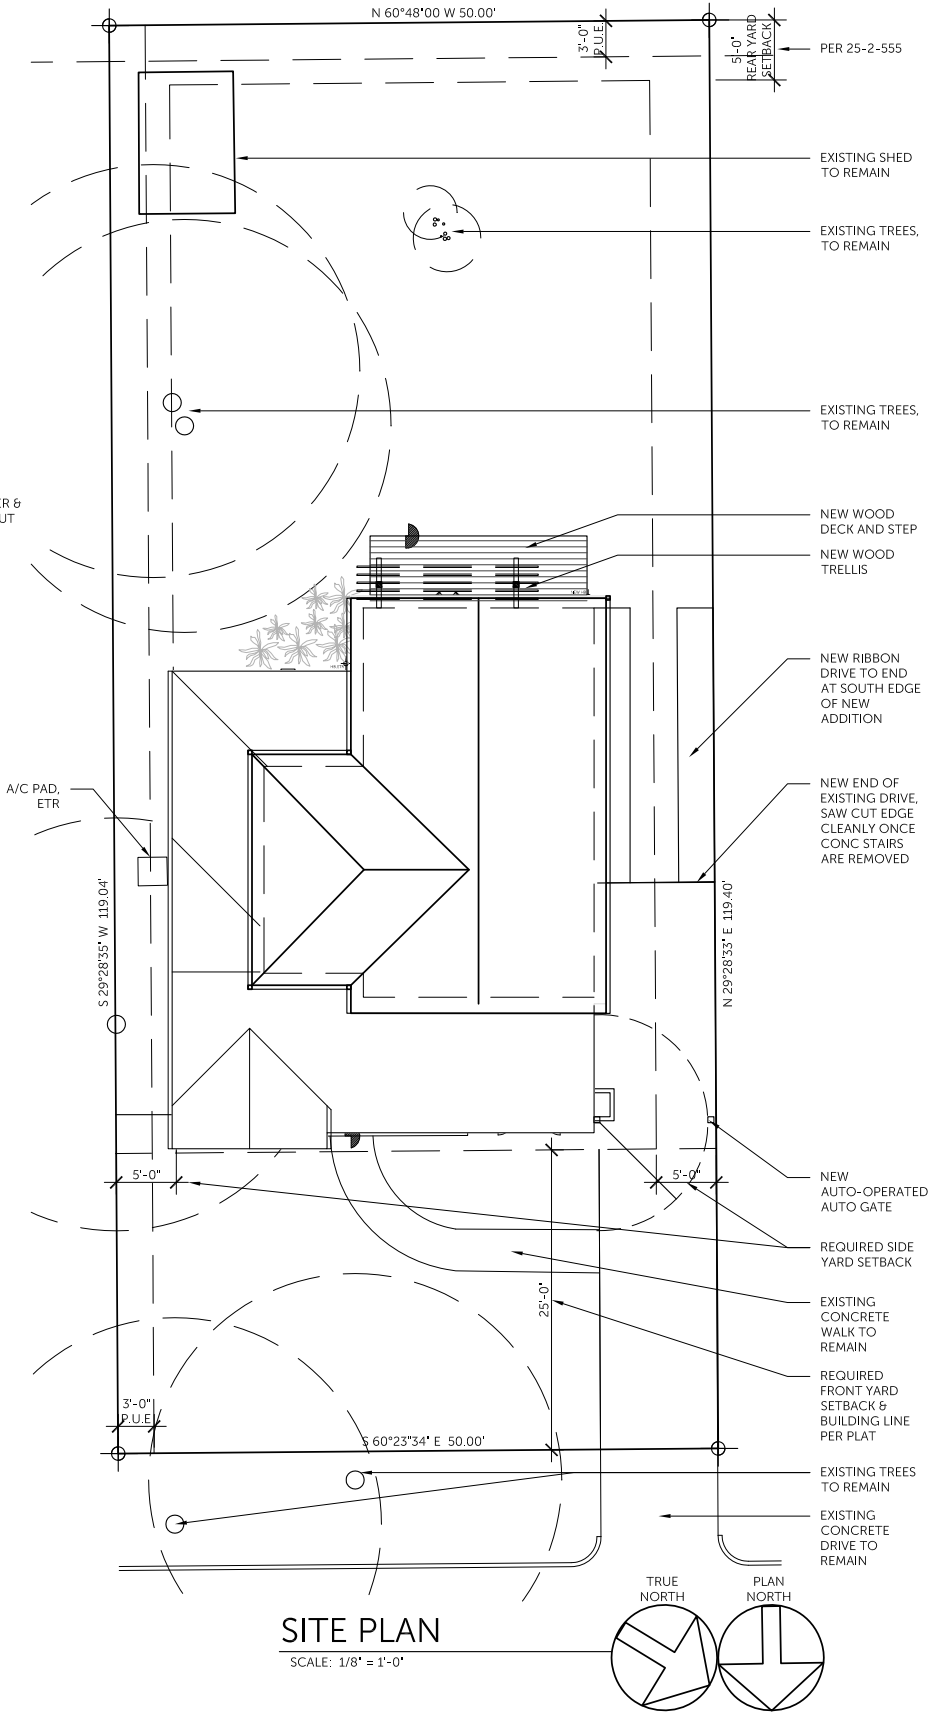 N 60°48'00 W 50.00'
3'-0"
P.U.E.
5'-0"
REAR YARD
SETBACK
PER 25-2-555
EXISTING SHED
TO REMAIN
EXISTING TREES,
TO REMAIN
EXISTING TREES,
TO REMAIN
ER &
UT
NEW WOOD
DECK AND STEP
NEW WOOD
TRELLIS
NEW RIBBON
DRIVE TO END
AT SOUTH EDGE
OF NEW
ADDITION
A/C PAD,
ETR
NEW END OF
EXISTING DRIVE,
SAW CUT EDGE
CLEANLY ONCE
CONC STAIRS
ARE REMOVED
S 29°28'35" W 119.04'
N 29°28'33" E 119.40'
5'-0"
5'-0"
NEW
AUTO-OPERATED
AUTO GATE
REQUIRED SIDE
YARD SETBACK
25'-0"
EXISTING
CONCRETE
WALK TO
REMAIN
REQUIRED
FRONT YARD
SETBACK &
BUILDING LINE
PER PLAT
3'-0"
P.U.E
S 60°23"34" E 50.00'
EXISTING TREES
TO REMAIN
EXISTING
CONCRETE
DRIVE TO
REMAIN
TRUE
NORTH
PLAN
NORTH
SITE PLAN
SCALE: 1/8" = 1'-0"